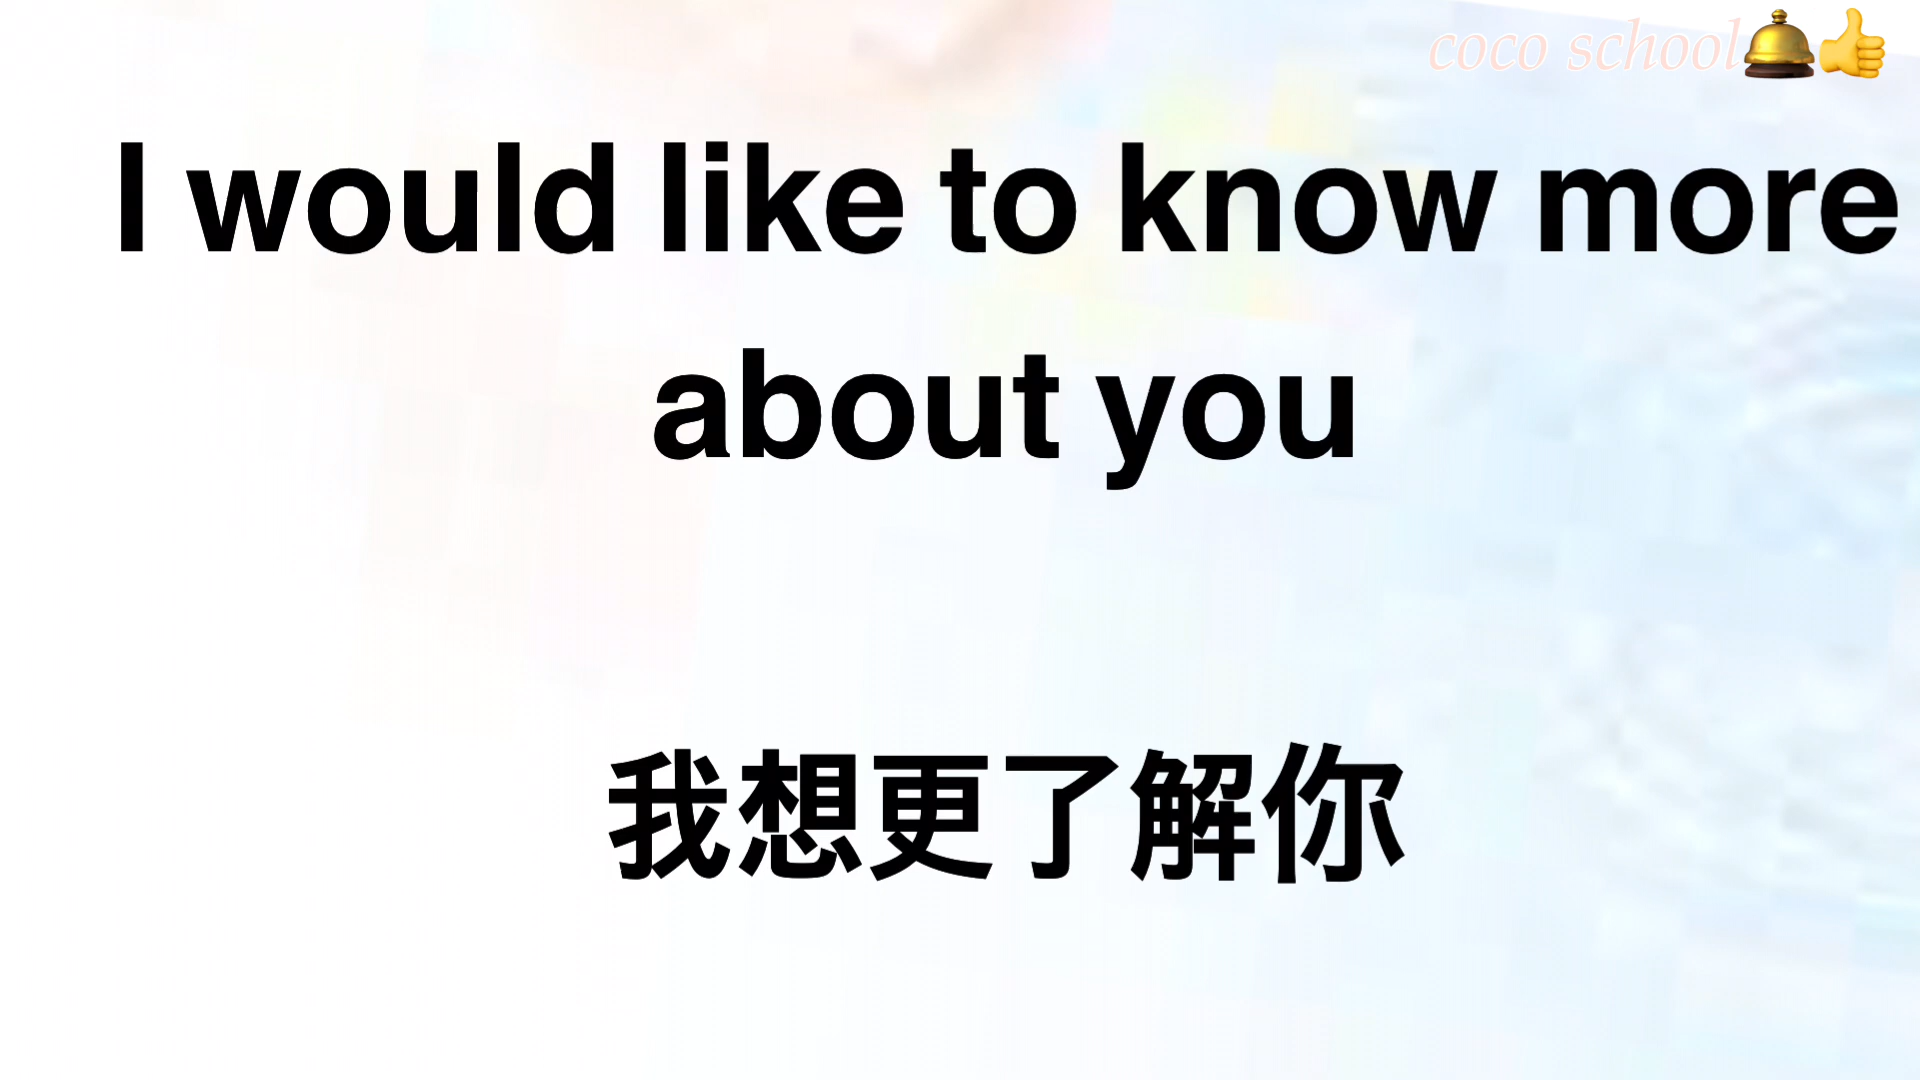 coco school🛎️👍
I would like to know more
about you
我想更了解你